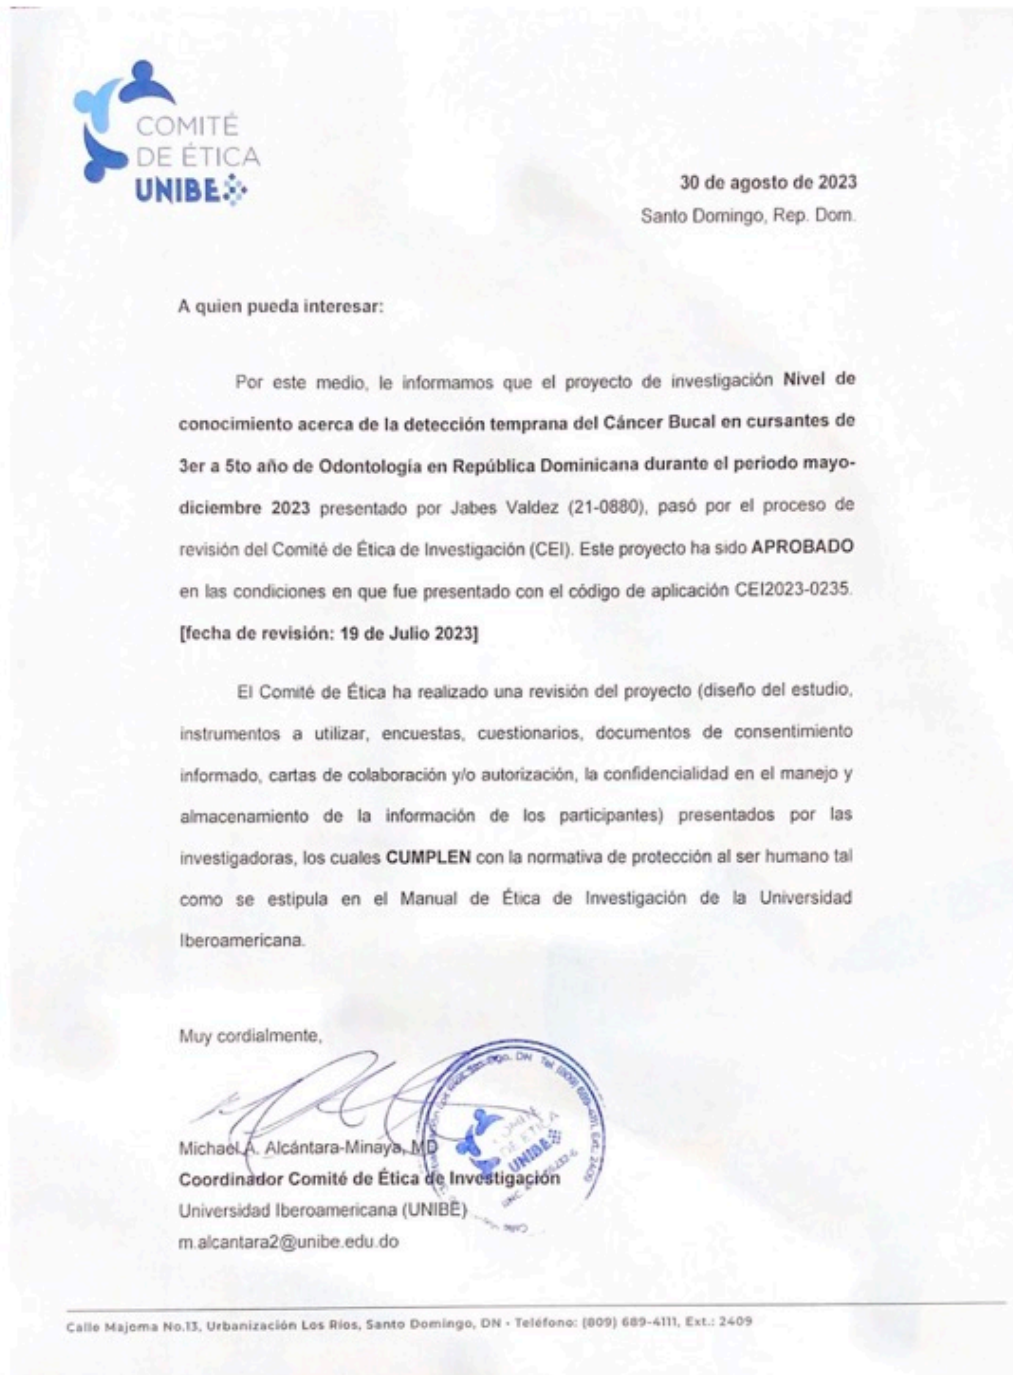 COMITÉ
DE ÉTICA
UNIBE
30 de agosto de 2023
Santo Domingo, Rep. Dom.
A quien pueda interesar:
Por este medio, le informamos que el proyecto de investigación Nivel de
conocimiento acerca de la detección temprana del Cáncer Bucal en cursantes de
3er a 5to año de Odontología en República Dominicana durante el periodo mayo-
diciembre 2023 presentado por Jabes Valdez (21-0880), pasó por el proceso de
revisión del Comité de Ética de Investigación (CEI). Este proyecto ha sido APROBADO
en las condiciones en que fue presentado con el código de aplicación CEI2023-0235.
[fecha de revisión: 19 de Julio 2023]
El Comité de Ética ha realizado una revisión del proyecto (diseño del estudio,
instrumentos a utilizar, encuestas, cuestionarios, documentos de consentimiento
informado, cartas de colaboración y/o autorización, la confidencialidad en el manejo y
almacenamiento de la información de los participantes) presentados por las
investigadoras, los cuales CUMPLEN con la normativa de protección al ser humano tal
como se estipula en el Manual de Ética de Investigación de la Universidad
Iberoamericana.
Muy cordialmente,
Michael A. Alcántara-Minaya, MD
Coordinador Comité de Ética de Investigación
Universidad Iberoamericana (UNIBE)
m.alcantara2@unibe.edu.do
COMITÉ
DE ÉTICA
UNIBE
Calle Majoma No.13, Urbanización Los Ríos, Santo Domingo, DN - Teléfono: (809) 689-4111, Ext.: 2409